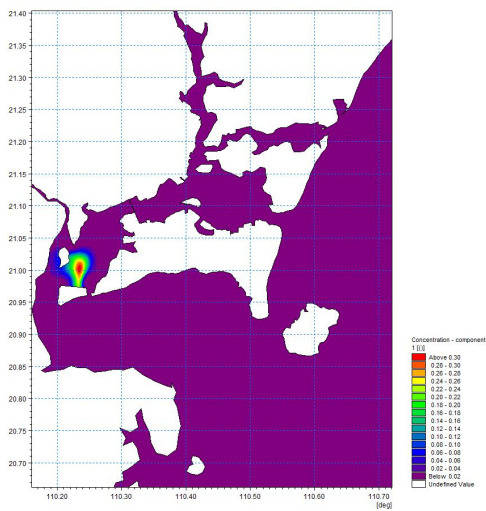 21.40
21.35
21.30
21.25
21.20
21.15
21.10
21.05
21.00
20.95
20.90
20.85
20.80
20.75
20.70
110.20 110.30 110.40 110.50 110.60 110.70
[deg]
Concentration - component
1 [()]
Above 0.30
0.28 - 0.30
0.26 - 0.28
0.24 - 0.26
0.22 - 0.24
0.20 - 0.22
0.18 - 0.20
0.16 - 0.18
0.14 - 0.16
0.12 - 0.14
0.10 - 0.12
0.08 - 0.10
0.06 - 0.08
0.04 - 0.06
0.02 - 0.04
Below 0.02
Undefined Value